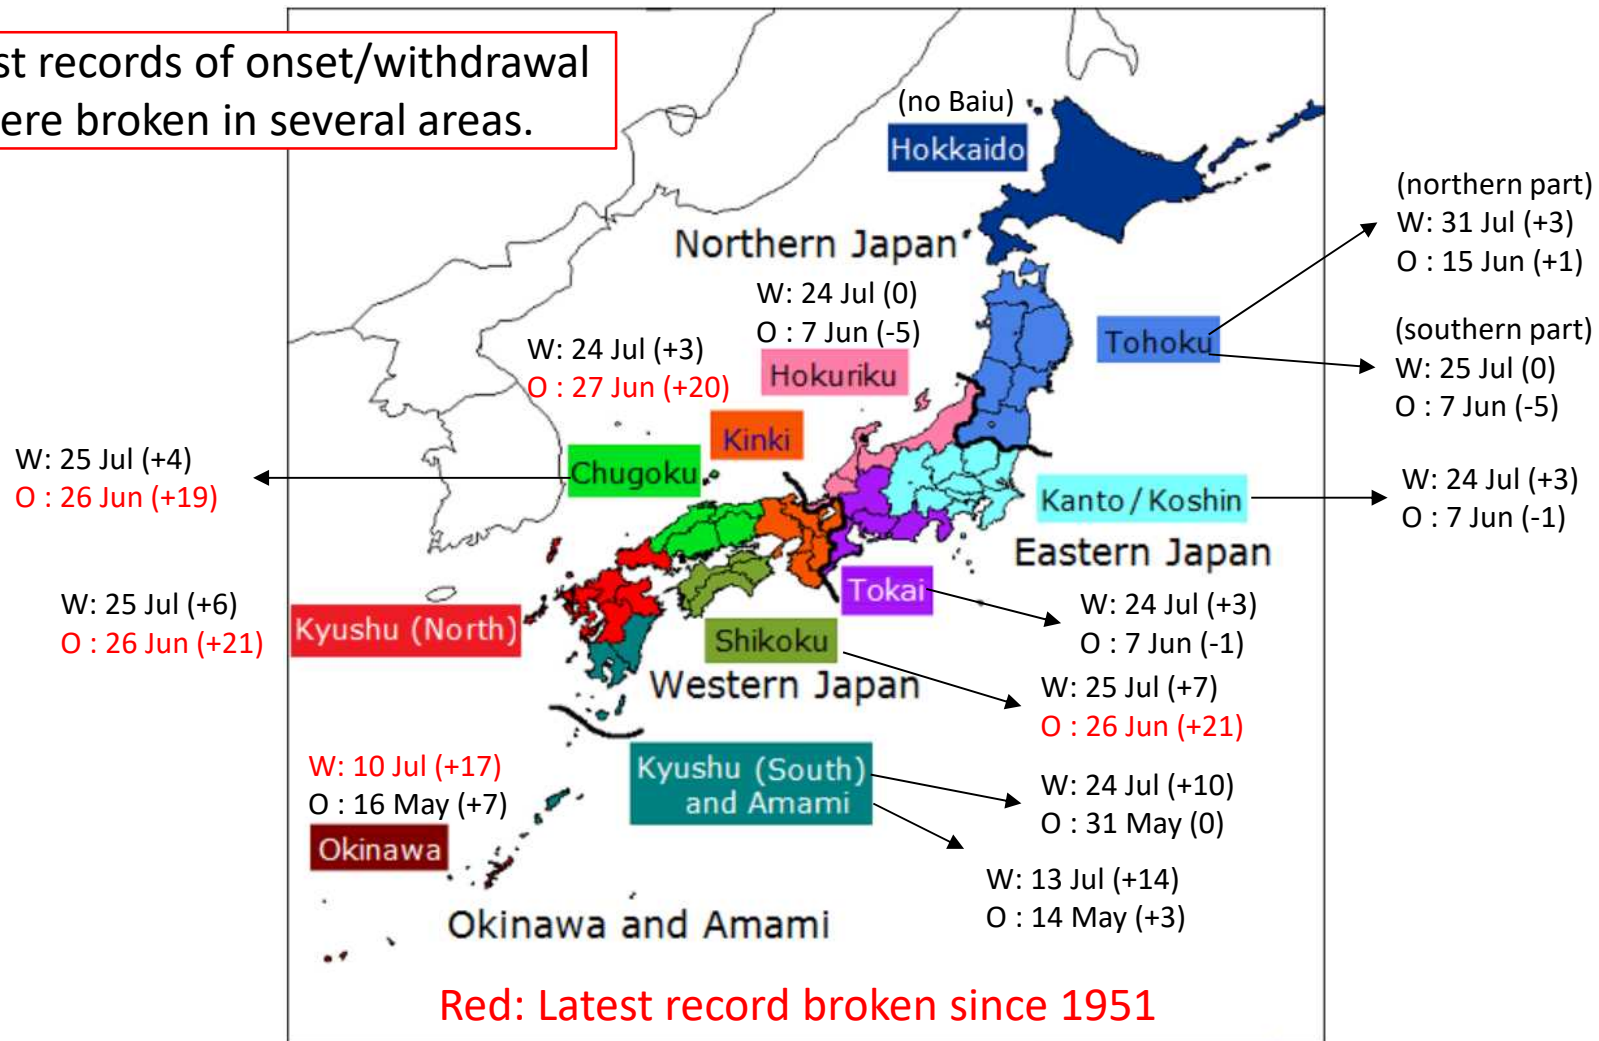 st records of onset/withdrawal
ere broken in several areas.
(no Baiu)
Hokkaido
(northern part)
W: 31 Jul (+3)
O : 15 Jun (+1)
Northern Japan
W: 24 Jul (0)
O : 7 Jun (-5)
Hokuriku
Tohoku
(southern part)
W: 25 Jul (0)
O : 7 Jun (-5)
W: 24 Jul (+3)
O : 27 Jun (+20)
Kinki
W: 25 Jul (+4)
O : 26 Jun (+19)
Chugoku
Kanto / Koshin
W: 24 Jul (+3)
O : 7 Jun (-1)
Eastern Japan
W: 25 Jul (+6)
O : 26 Jun (+21)
Kyushu (North)
Tokai
W: 24 Jul (+3)
O : 7 Jun (-1)
Shikoku
Western Japan
W: 25 Jul (+7)
O : 26 Jun (+21)
W: 10 Jul (+17)
O : 16 May (+7)
Okinawa
Kyushu (South)
and Amami
W: 24 Jul (+10)
O : 31 May (0)
W: 13 Jul (+14)
O : 14 May (+3)
Okinawa and Amami
Red: Latest record broken since 1951